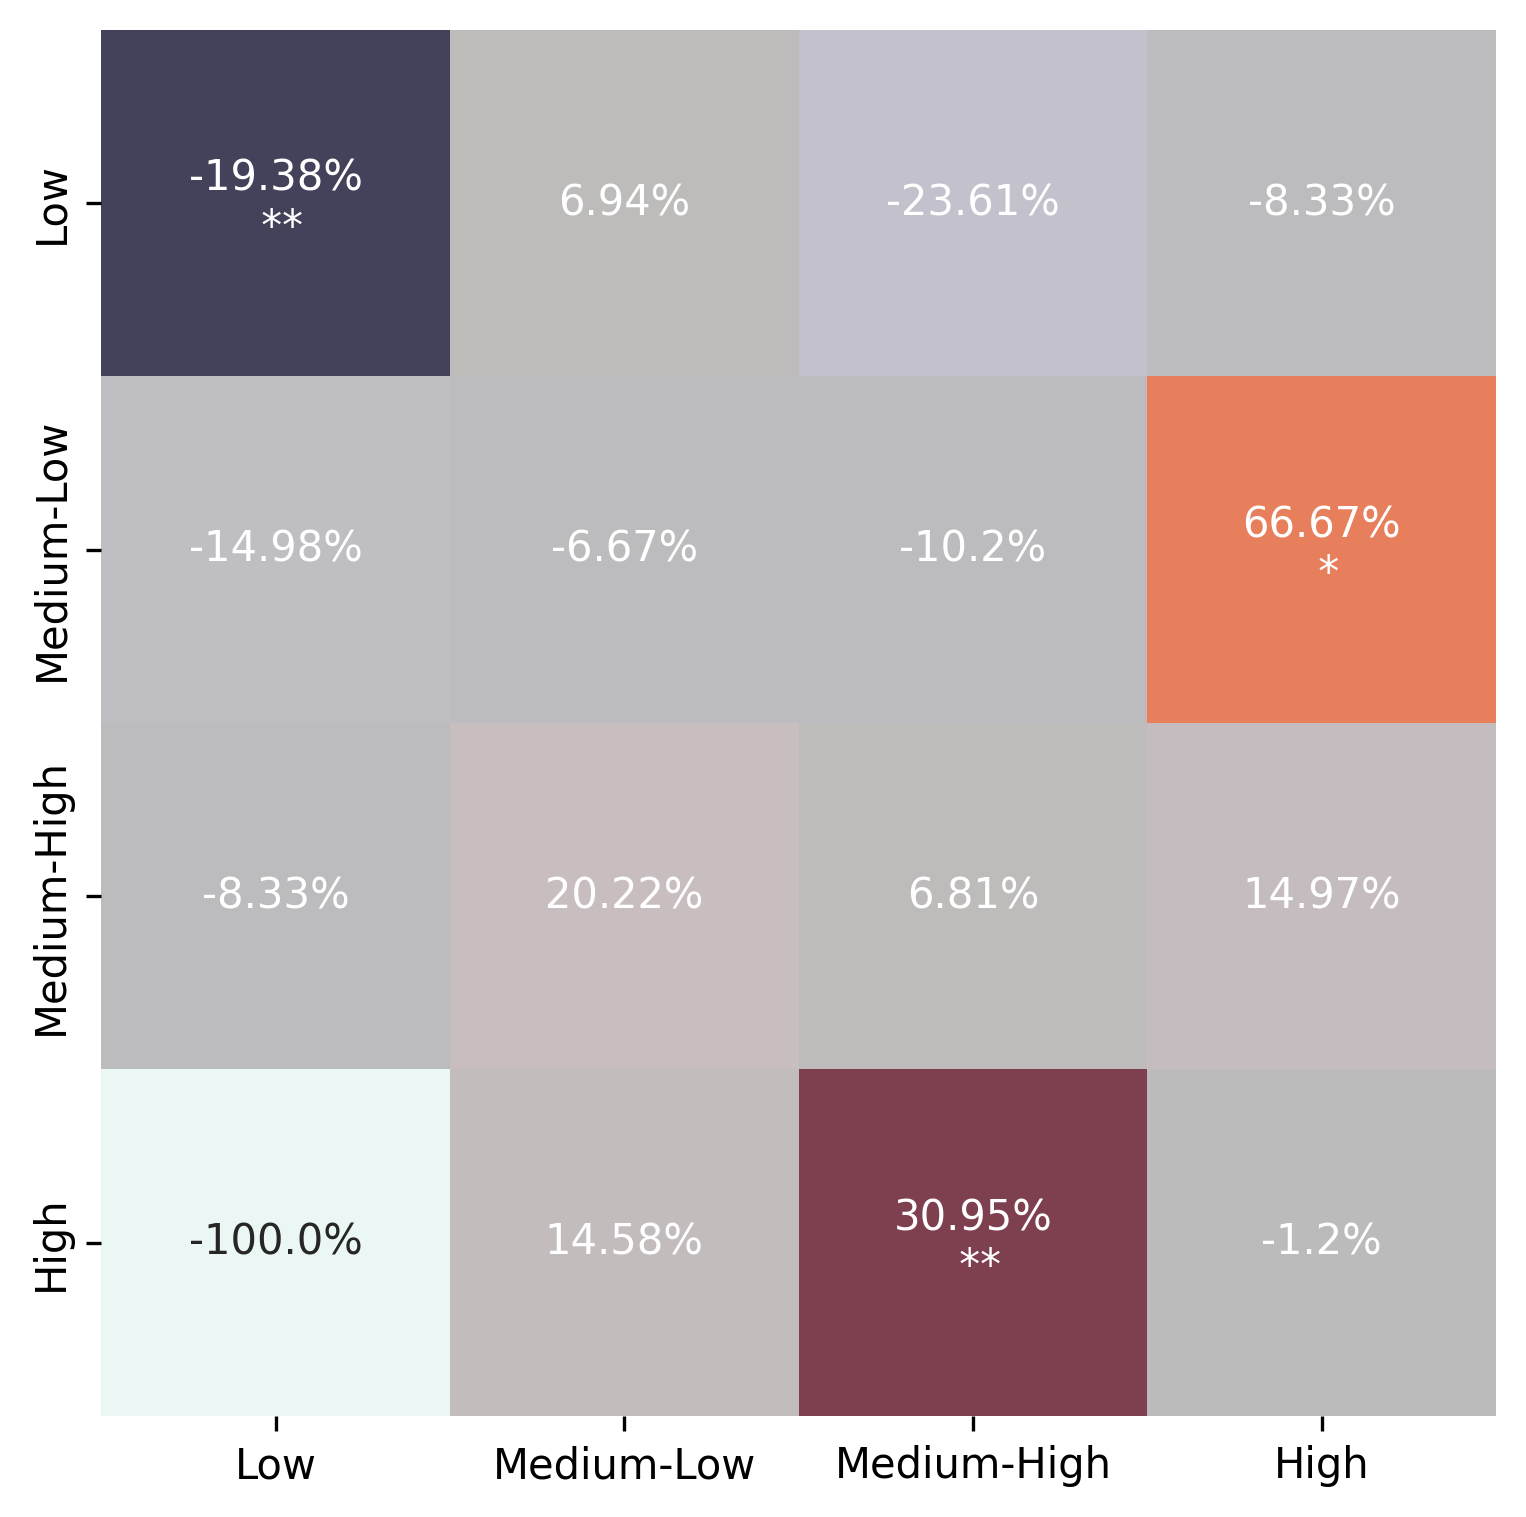 Low
-19.38%
**
6.94%
-23.61%
-8.33%
Medium-Low
-14.98%
-6.67%
-10.2%
66.67%
*
Medium-High
-8.33%
20.22%
6.81%
14.97%
High
-100.0%
14.58%
30.95%
**
-1.2%
Low
Medium-Low
Medium-High
High